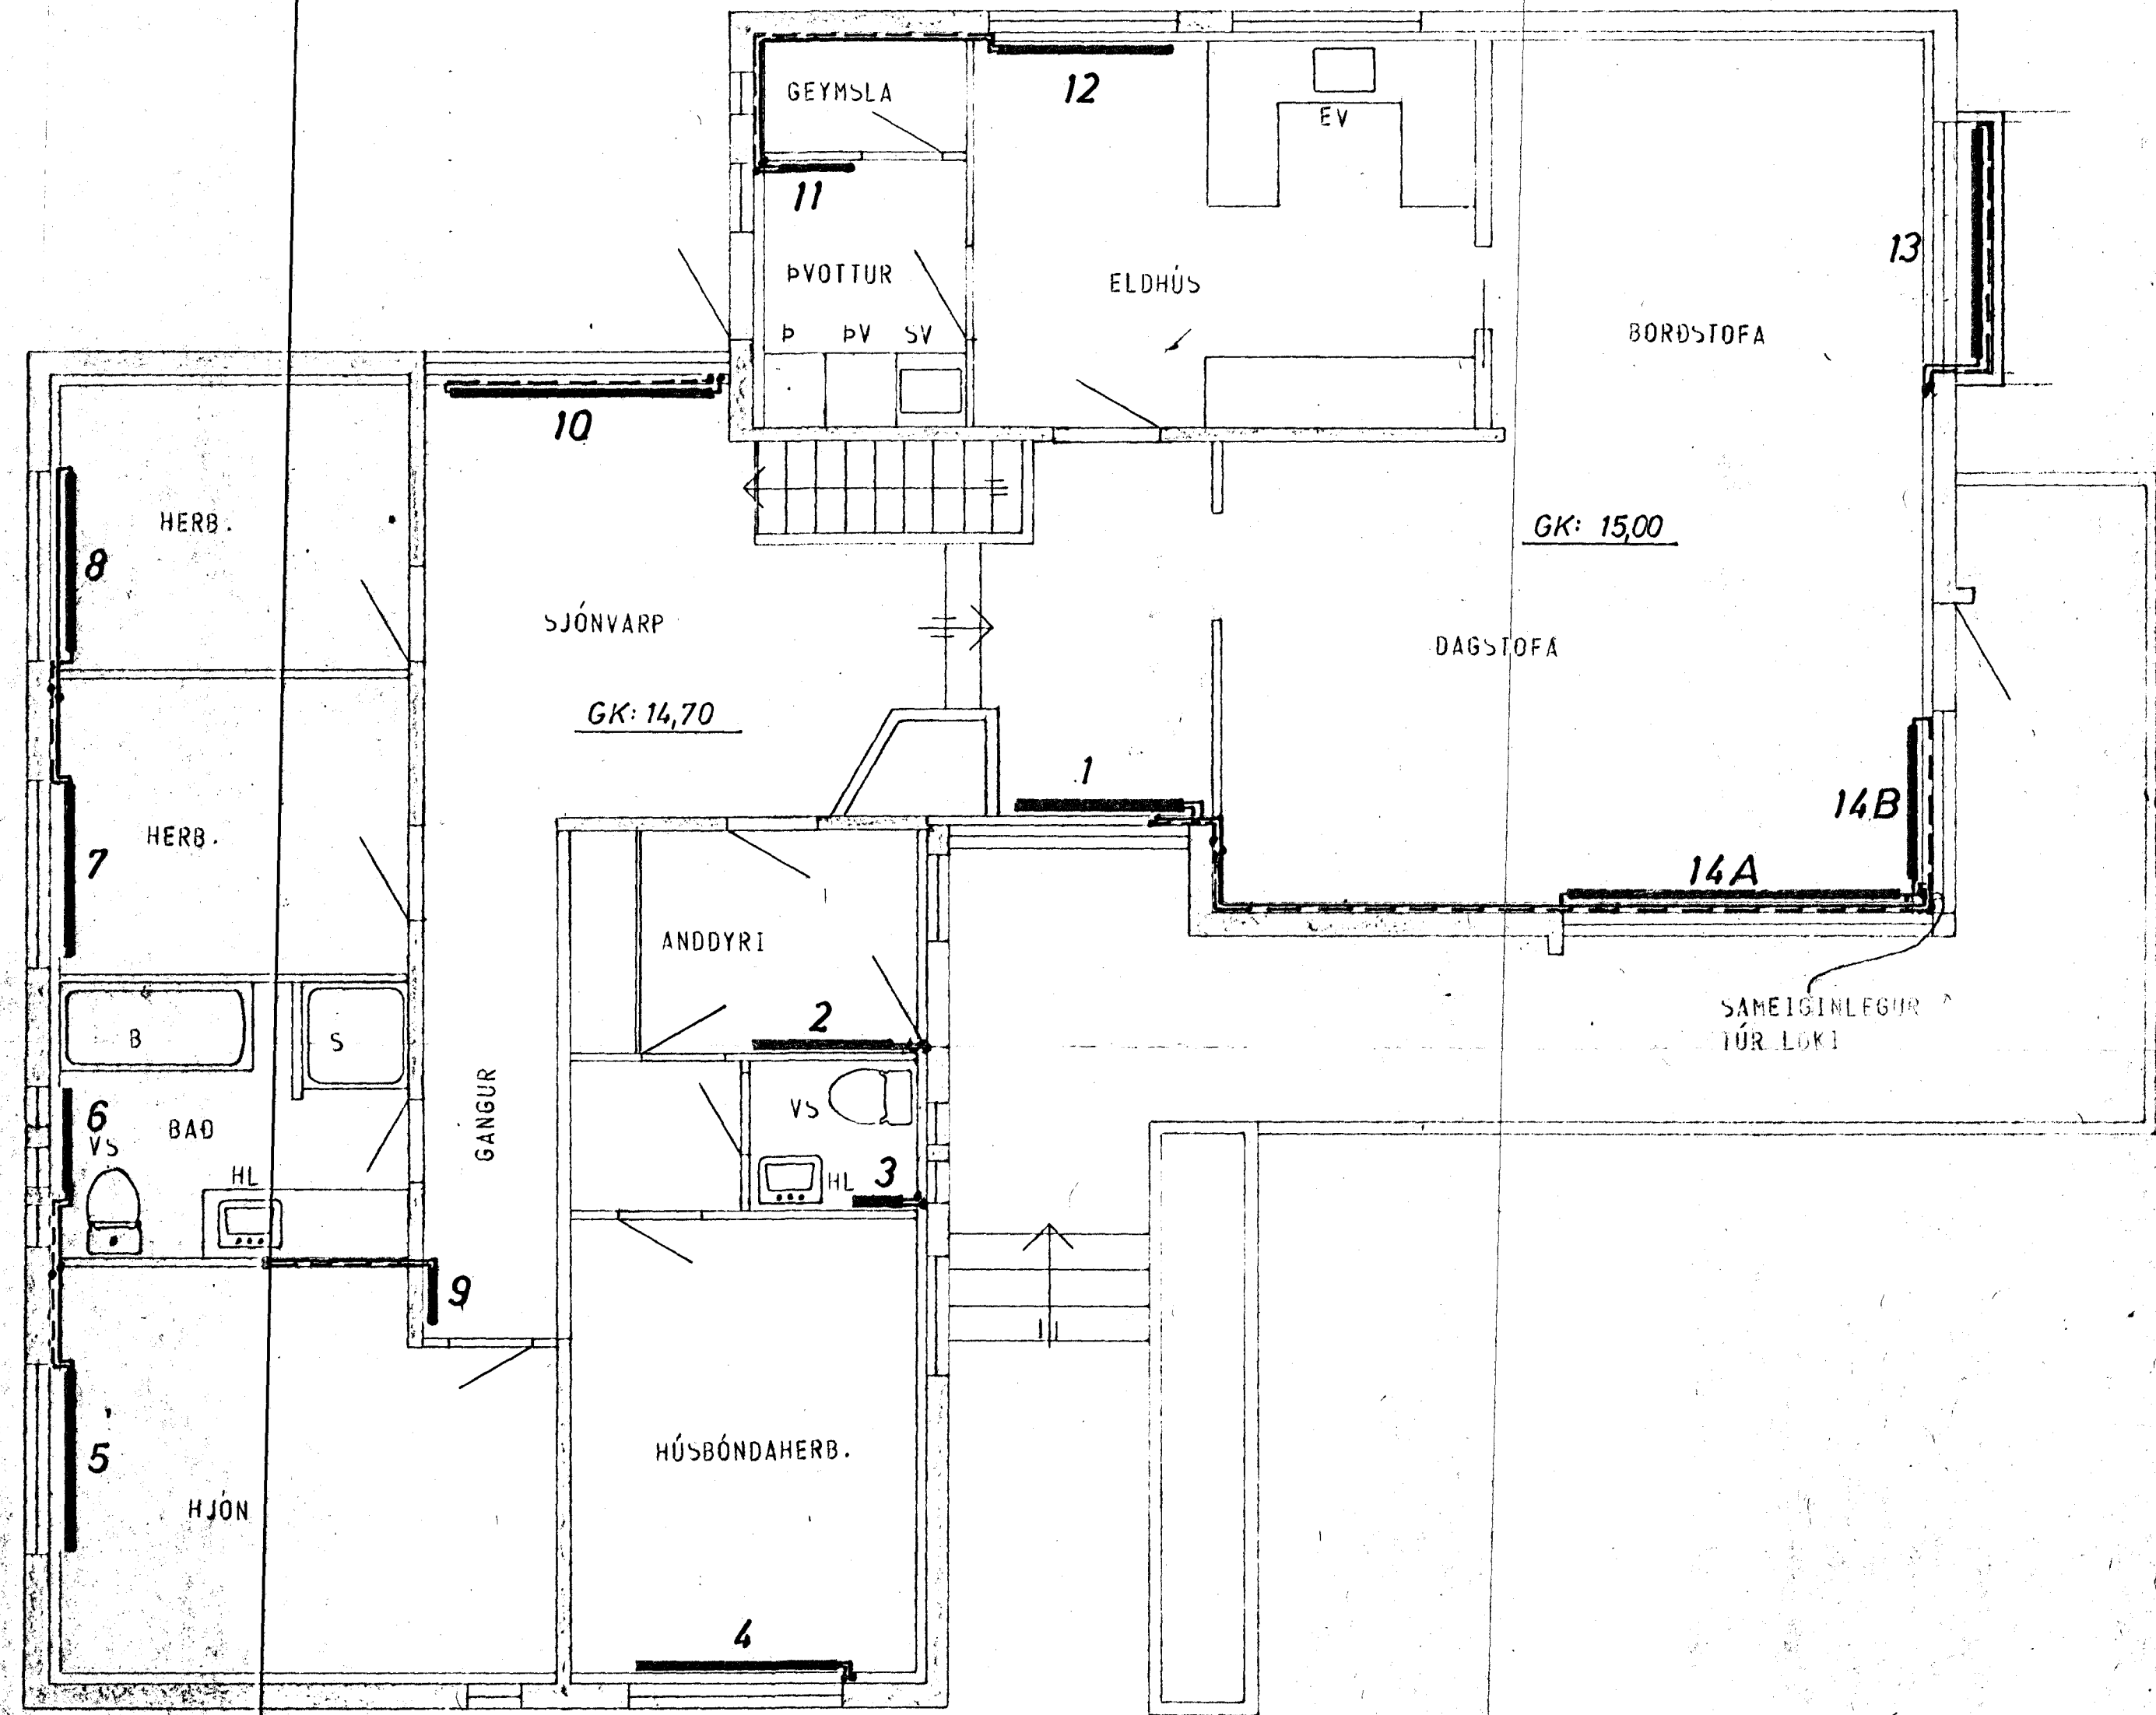 GEYMSLA
12
EV
11
13
ÞVOTTUR
ELDHÚS
Þ ÞV SV
BORÐSTOFA
10
HERB.
GK: 15,00
8
SJÓNVARP
DAGSTOFA
GK: 14,70
1
14B
HERB.
7
14A
ANDDYRI
SAMEIGINLEGUR
TÚR LOKI
2
B
S
GANGUR
6
VS
BAÐ
VS
HL
HL
3
9
5
HÚSBÓNDAHERB.
HJÓN
4